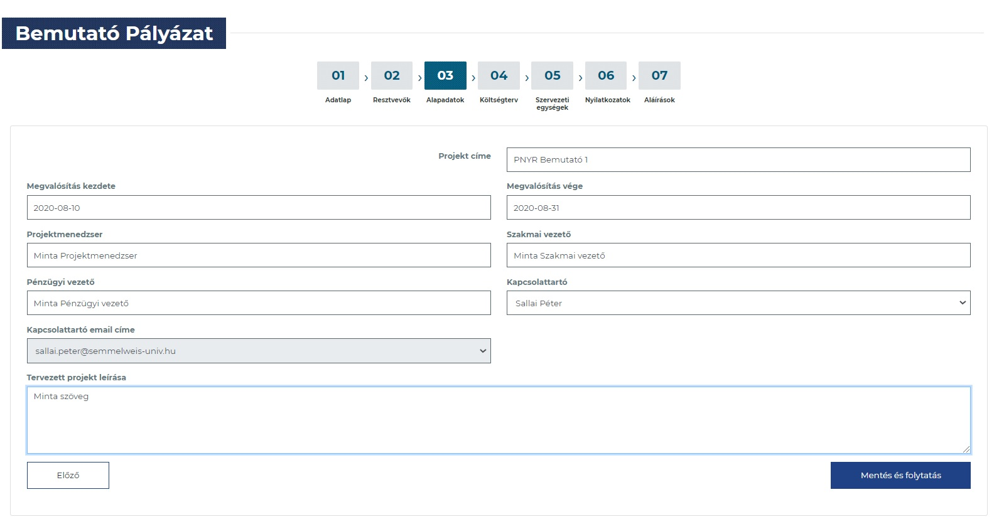 Bemutató Pályázat
01 › 02 › 03 › 04 › 05 › 06 › 07
Adatlap Resztvevők Alapadatok Költségterv Szervezeti egységek Nyilatkozatok Aláírások
Projekt címe
PNYR Bemutató 1
Megvalósítás kezdete
2020-08-10
Megvalósítás vége
2020-08-31
Projektmenedzser
Minta Projektmenedzser
Szakmai vezető
Minta Szakmai vezető
Pénzügyi vezető
Minta Pénzügyi vezető
Kapcsolattartó
Sallai Péter
Kapcsolattartó email címe
sallai.peter@semmelweis-univ.hu
Tervezett projekt leírása
Minta szöveg
Előző
Mentés és folytatás